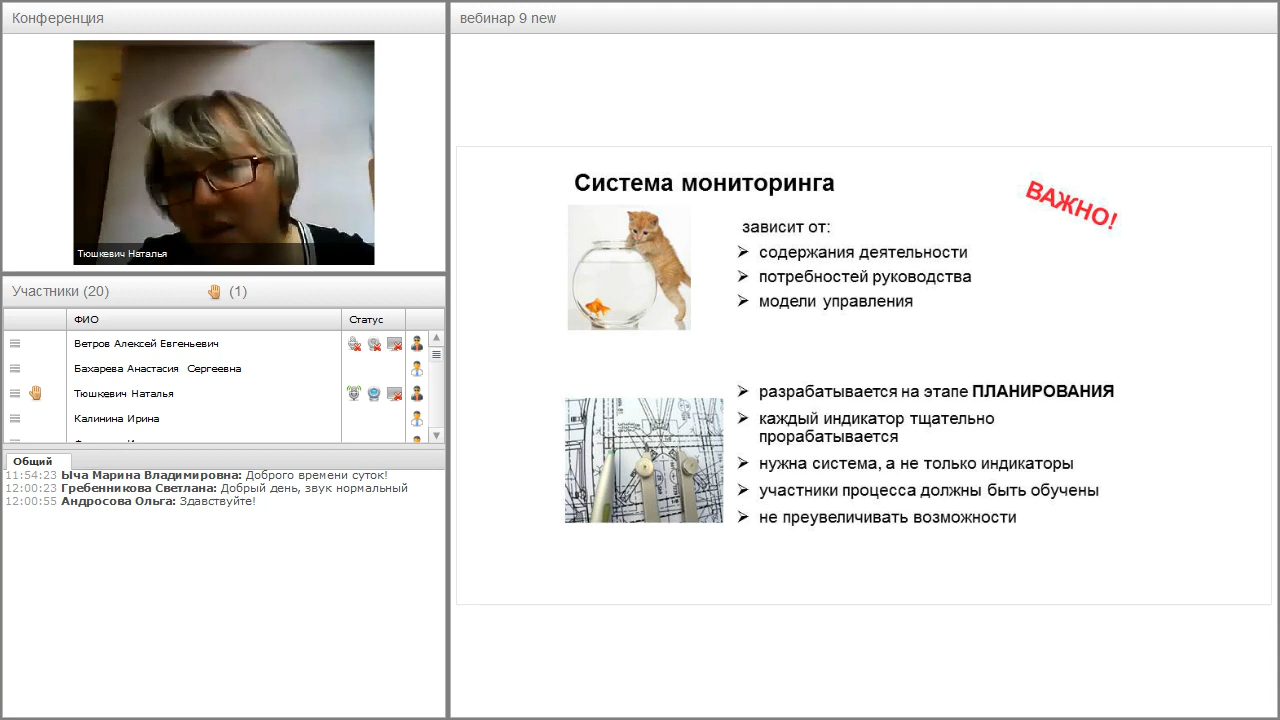 Конференция
Тюшкевич Наталья
Участники (20)
(1)
ФИО
Статус
Ветров Алексей Евгеньевич
Бахарева Анастасия Сергеевна
Тюшкевич Наталья
Калинина Ирина
Общий
11:54:23 Ыча Марина Владимировна: Доброго времени суток!
12:00:23 Гребенникова Светлана: Добрый день, звук нормальный
12:00:55 Андросова Ольга: Здавствуйте!
вебинар 9 new
Система мониторинга
ВАЖНО!
зависит от:
содержания деятельности
потребностей руководства
модели управления
разрабатывается на этапе ПЛАНИРОВАНИЯ
каждый индикатор тщательно
прорабатывается
нужна система, а не только индикаторы
участники процесса должны быть обучены
не преувеличивать возможности